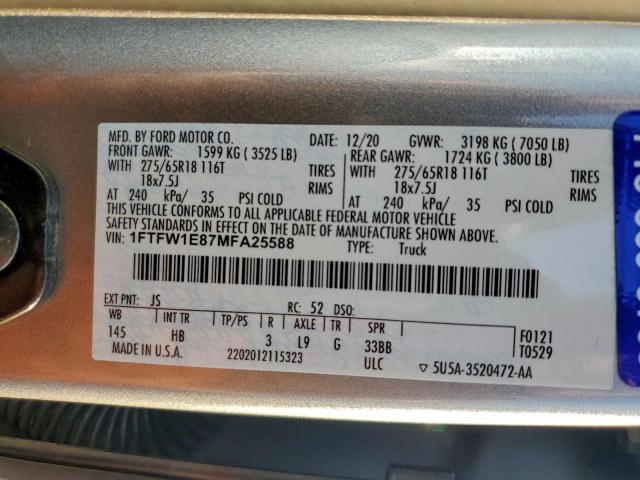 MFD. BY FORD MOTOR CO. DATE: 12/20 GVWR: 3198 KG ( 7050 LB)
FRONT GAWR: 1599 KG ( 3525 LB) REAR GAWR: 1724 KG ( 3800 LB)
WITH 275/65R18 116T TIRES WITH 275/65R18 116T TIRES
18x7.5J RIMS 18x7.5J RIMS
AT 240 kPa/ 35 PSI COLD AT 240 kPa/ 35 PSI COLD
THIS VEHICLE CONFORMS TO ALL APPLICABLE FEDERAL MOTOR VEHICLE
SAFETY STANDARDS IN EFFECT ON THE DATE OF MANUFACTURE SHOWN ABOVE.
VIN: 1FTFW1E87MFA25588 TYPE: Truck
EXT PNT: JS RC: 52 DSO:
WB INT TR TP/PS R AXLE TR SPR F0121
145 HB 3 L9 G 33BB T0529
MADE IN U.S.A. 2202012115323 ULC ▽ 5U5A-3520472-AA